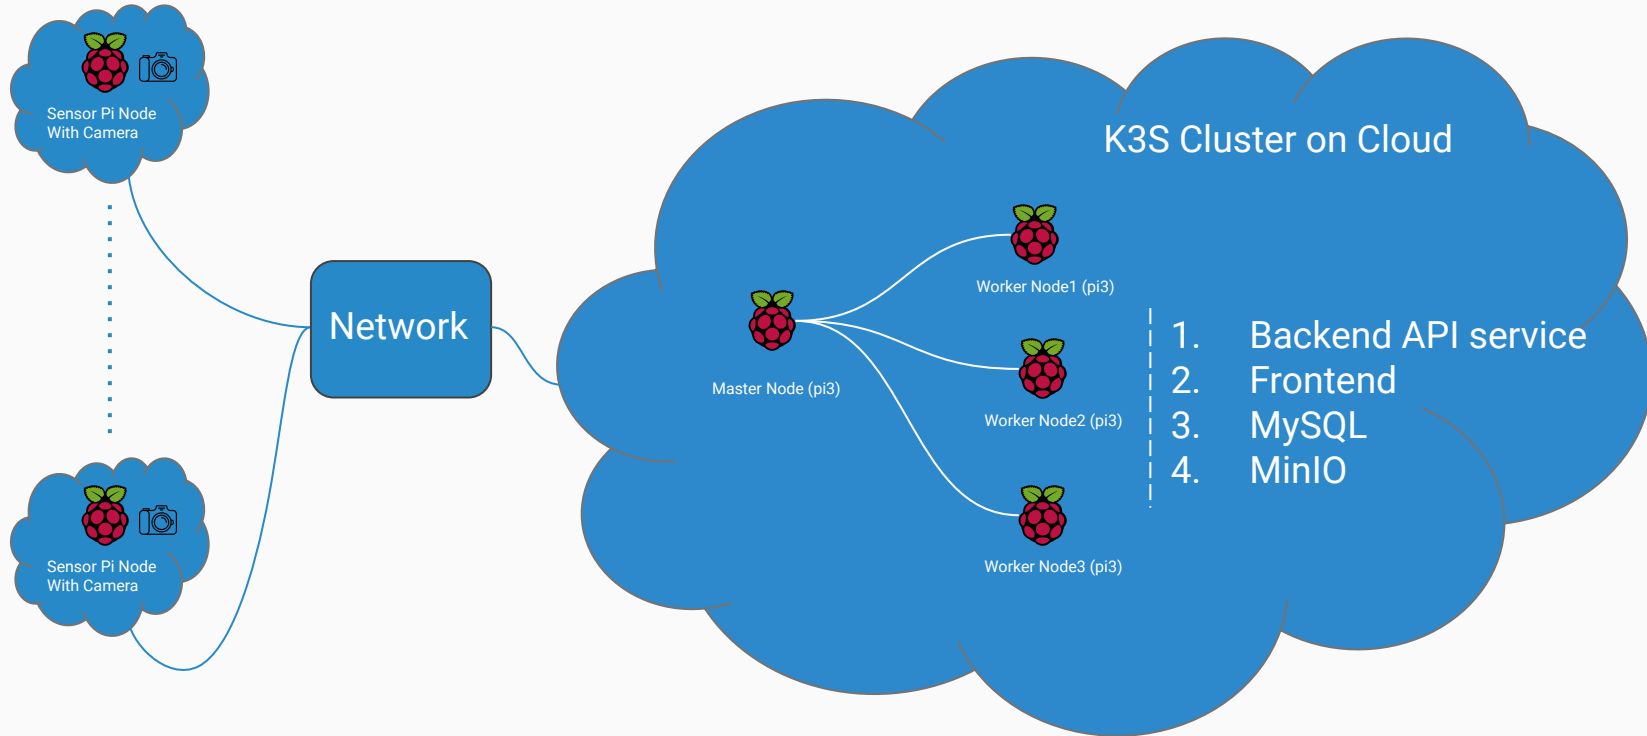 Sensor Pi Node
With Camera
Sensor Pi Node
With Camera
Network
K3S Cluster on Cloud
Master Node (pi3)
Worker Node1 (pi3)
Worker Node2 (pi3)
Worker Node3 (pi3)
1. Backend API service
2. Frontend
3. MySQL
4. MinIO